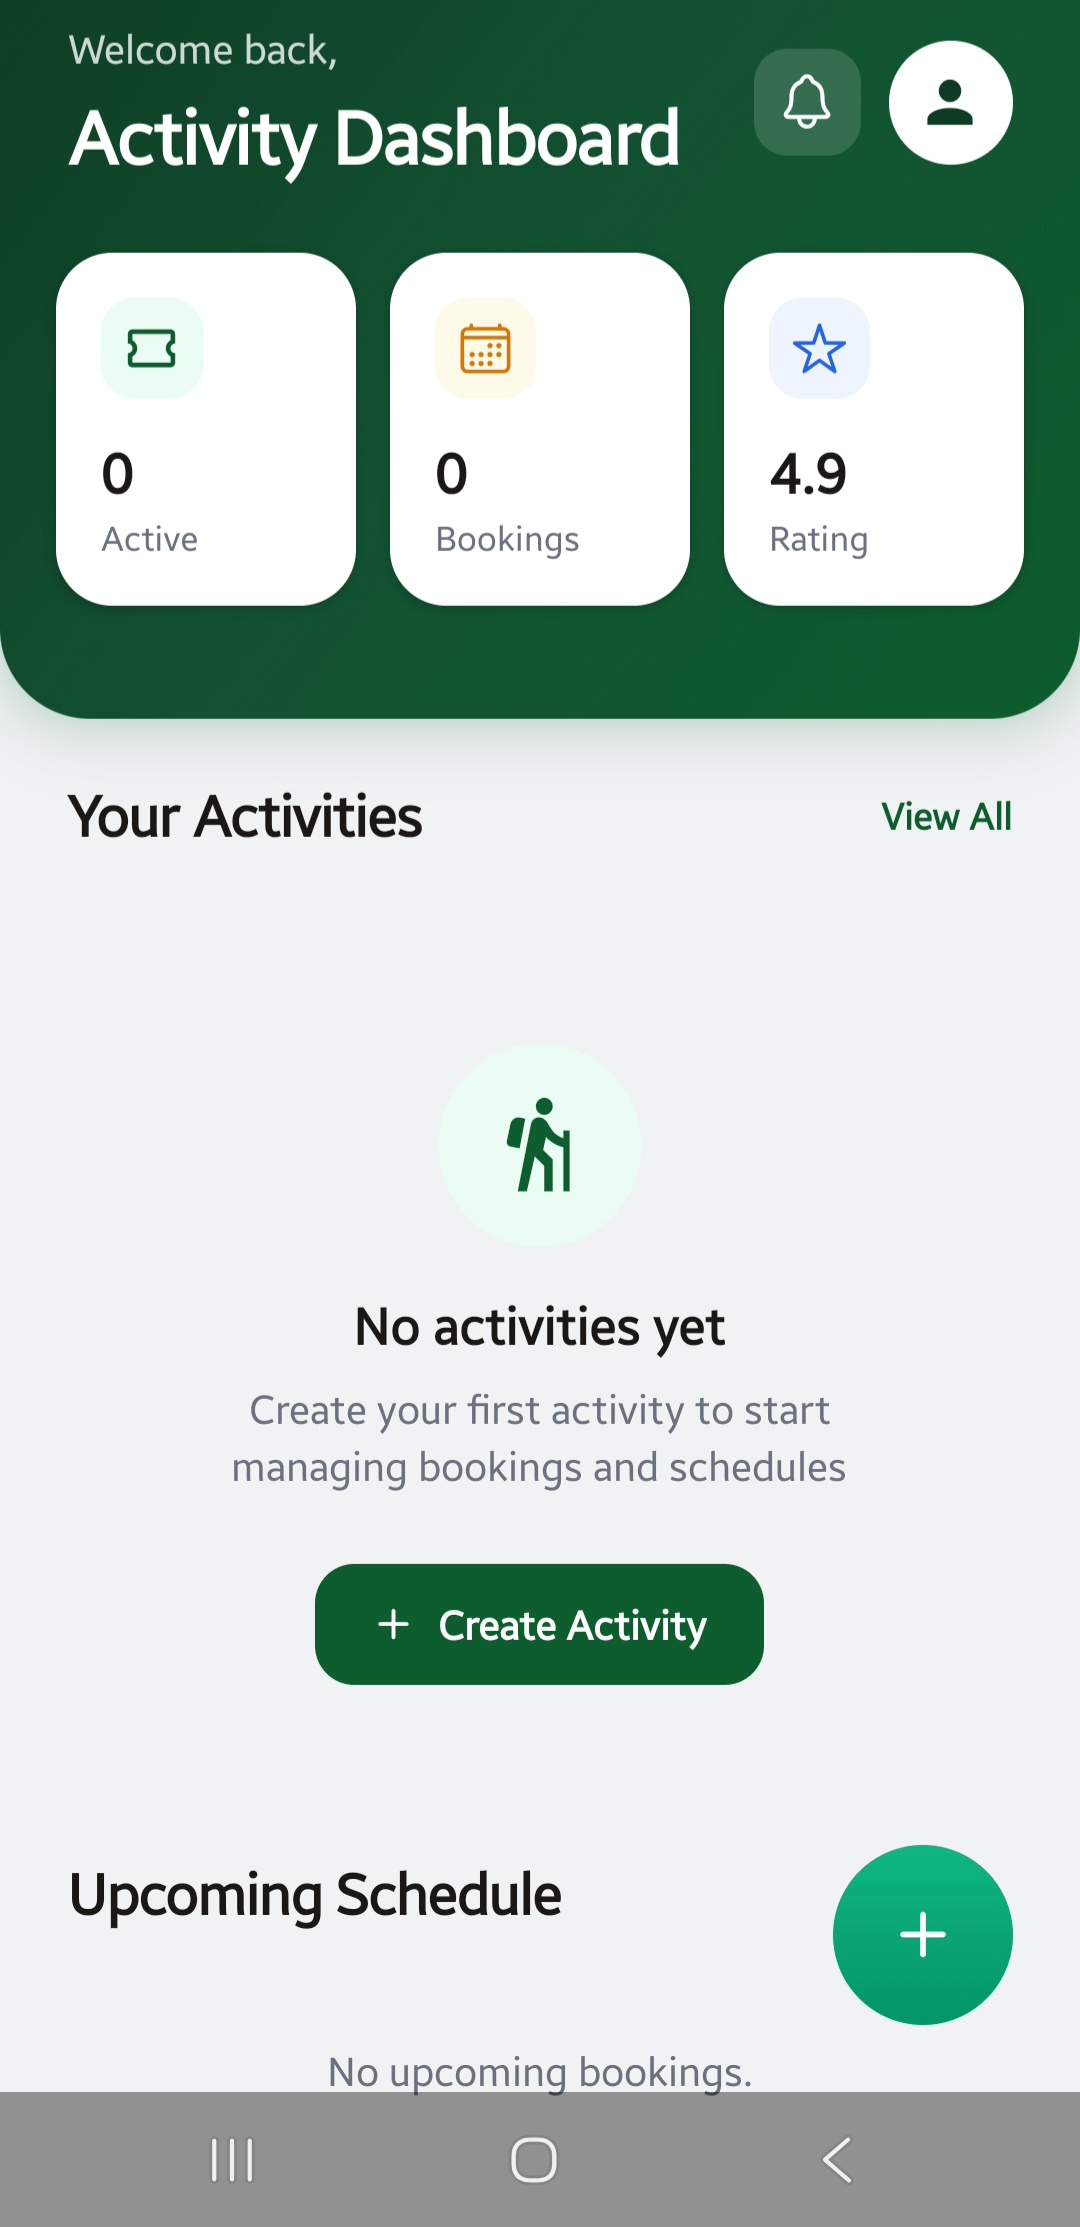 Welcome back,
Activity Dashboard
0
Active
0
Bookings
4.9
Rating
Your Activities
View All
No activities yet
Create your first activity to start
managing bookings and schedules
+ Create Activity
Upcoming Schedule
+
No upcoming bookings.